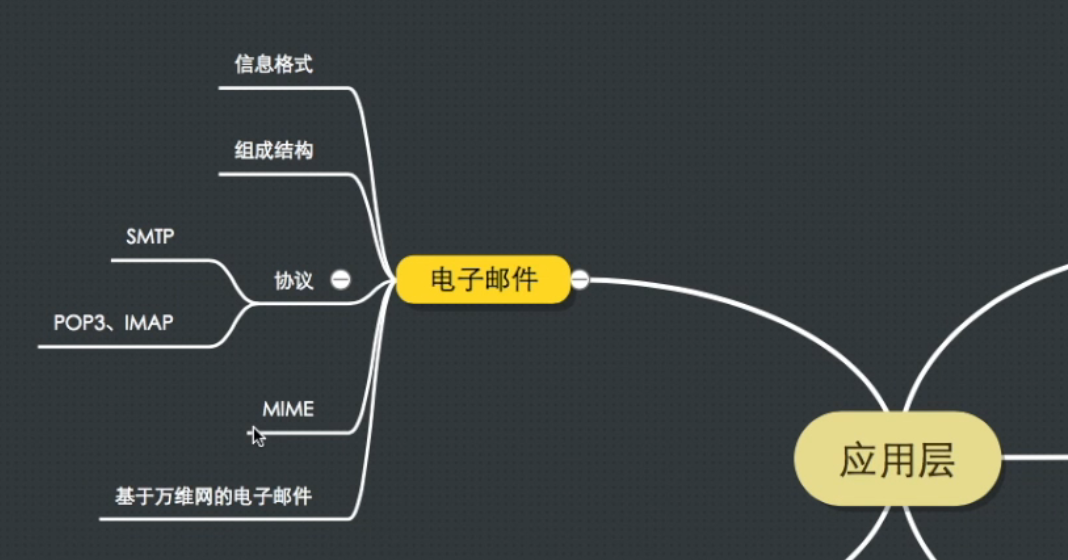 信息格式
组成结构
SMTP
协议
POP3、IMAP
MIME
基于万维网的电子邮件
电子邮件
应用层